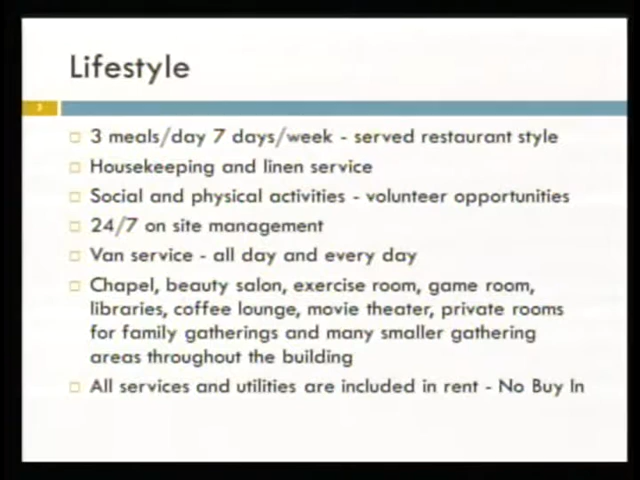 Lifestyle
3
3 meals/day 7 days/week - served restaurant style
Housekeeping and linen service
Social and physical activities - volunteer opportunities
24/7 on site management
Van service - all day and every day
Chapel, beauty salon, exercise room, game room,
libraries, coffee lounge, movie theater, private rooms
for family gatherings and many smaller gathering
areas throughout the building
All services and utilities are included in rent - No Buy In